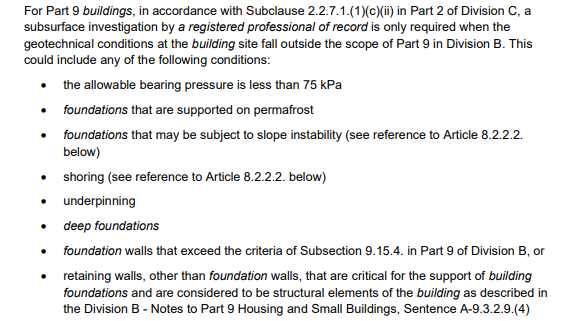 For Part 9 buildings, in accordance with Subclause 2.2.7.1.(1)(c)(ii) in Part 2 of Division C, a
subsurface investigation by a registered professional of record is only required when the
geotechnical conditions at the building site fall outside the scope of Part 9 in Division B. This
could include any of the following conditions:
• the allowable bearing pressure is less than 75 kPa
• foundations that are supported on permafrost
• foundations that may be subject to slope instability (see reference to Article 8.2.2.2.
below)
• shoring (see reference to Article 8.2.2.2. below)
• underpinning
• deep foundations
• foundation walls that exceed the criteria of Subsection 9.15.4. in Part 9 of Division B, or
• retaining walls, other than foundation walls, that are critical for the support of building
foundations and are considered to be structural elements of the building as described in
the Division B - Notes to Part 9 Housing and Small Buildings, Sentence A-9.3.2.9.(4)